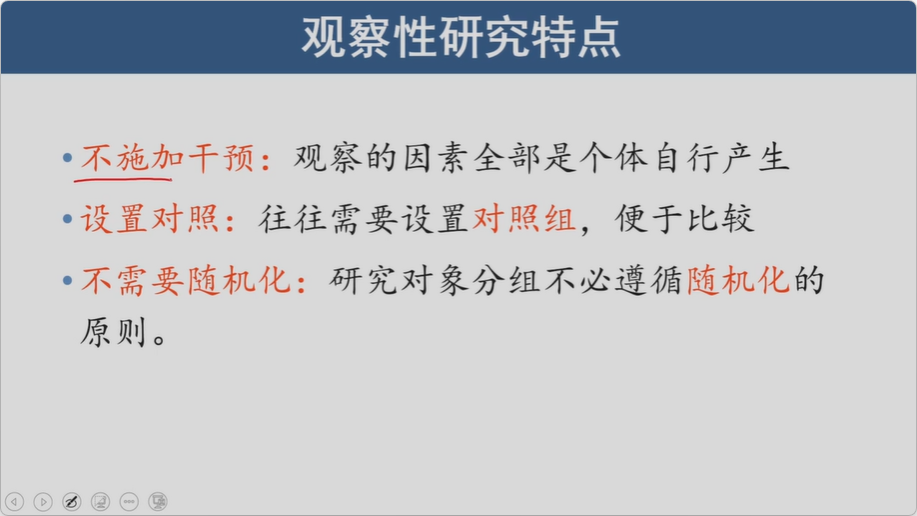 观察性研究特点
•不施加干预：观察的因素全部是个体自行产生
•设置对照：往往需要设置对照组，便于比较
•不需要随机化：研究对象分组不必遵循随机化的
原则。